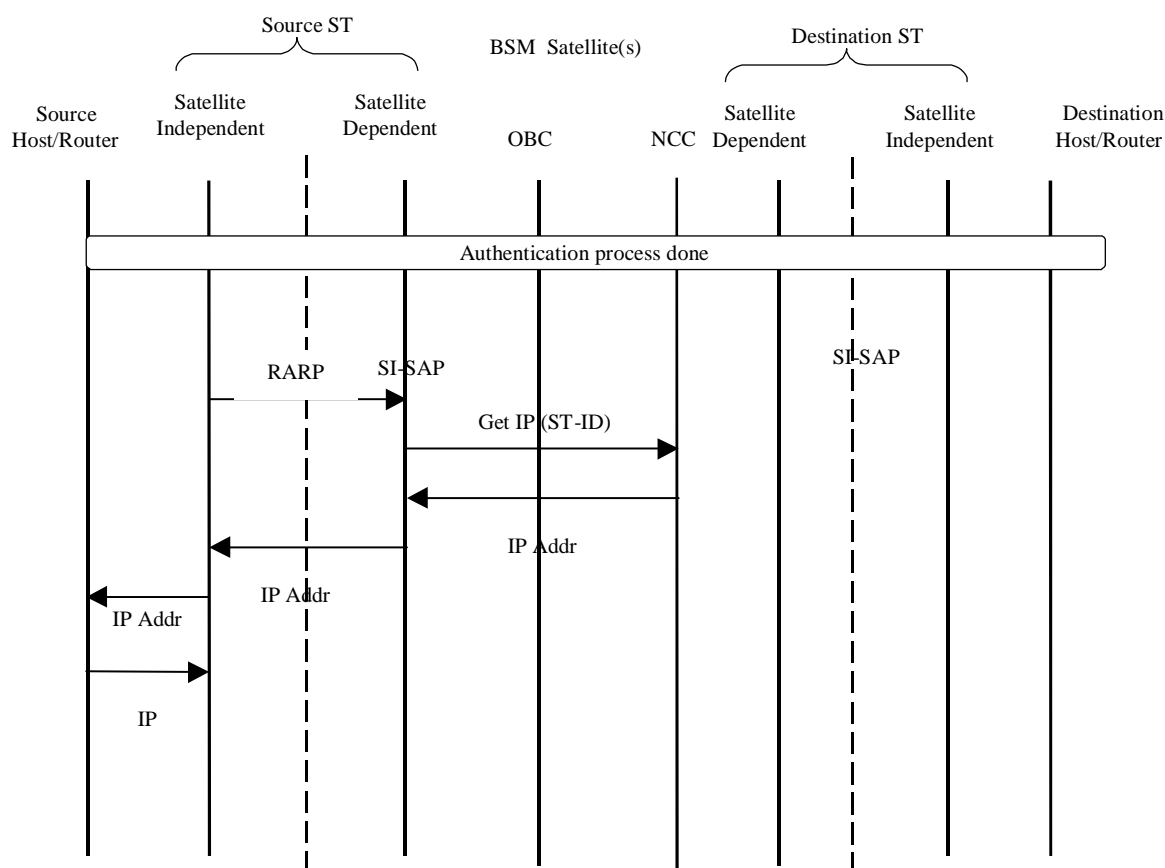 Source ST
BSM Satellite(s)
Destination ST
Source
Host/Router
Satellite
Independent
Satellite
Dependent
OBC
NCC
Satellite
Dependent
Satellite
Independent
Destination
Host/Router
Authentication process done
SI-SAP
RARP
SI-SAP
Get IP (ST-ID)
IP Addr
IP Addr
IP Addr
IP